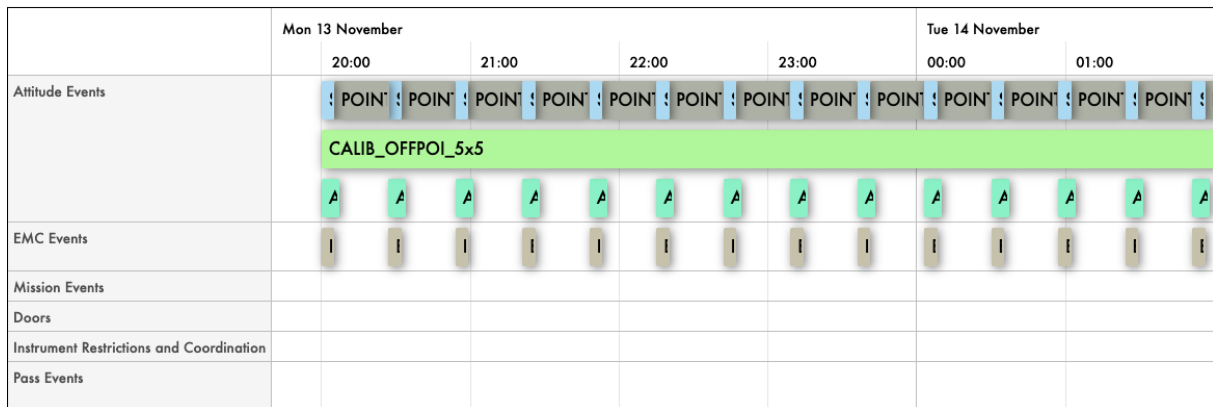 Mon 13 November
Tue 14 November
20:00
21:00
22:00
23:00
00:00
01:00
Attitude Events
POINT POINT POINT POINT POINT POINT POINT POINT POINT POINT POINT POINT POINT
CALIB_OFFPOI_5x5
A A A A A A A A A A A A A A
EMC Events
I E I E I E I E I E I E I E
Mission Events
Doors
Instrument Restrictions and Coordination
Pass Events